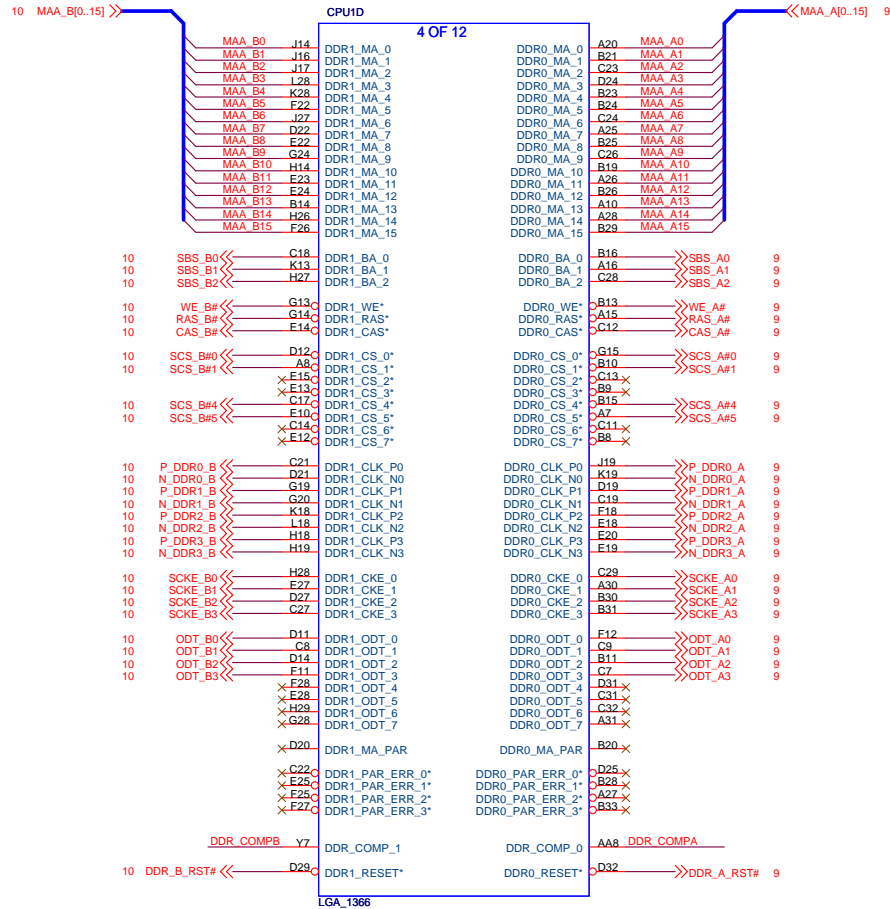 10 MAA_B[0..15] CPU1D MAA_A[0..15] 9
4 OF 12
MAA_B0 J14 DDR1_MA_0 DDR0_MA_0 A20 MAA_A0
MAA_B1 J16 DDR1_MA_1 DDR0_MA_1 B21 MAA_A1
MAA_B2 J17 DDR1_MA_2 DDR0_MA_2 C23 MAA_A2
MAA_B3 L28 DDR1_MA_3 DDR0_MA_3 D24 MAA_A3
MAA_B4 K28 DDR1_MA_4 DDR0_MA_4 B23 MAA_A4
MAA_B5 F22 DDR1_MA_5 DDR0_MA_5 B24 MAA_A5
MAA_B6 J27 DDR1_MA_6 DDR0_MA_6 C24 MAA_A6
MAA_B7 D22 DDR1_MA_7 DDR0_MA_7 A25 MAA_A7
MAA_B8 E22 DDR1_MA_8 DDR0_MA_8 B25 MAA_A8
MAA_B9 G24 DDR1_MA_9 DDR0_MA_9 C26 MAA_A9
MAA_B10 H14 DDR1_MA_10 DDR0_MA_10 B19 MAA_A10
MAA_B11 E23 DDR1_MA_11 DDR0_MA_11 A26 MAA_A11
MAA_B12 E24 DDR1_MA_12 DDR0_MA_12 B26 MAA_A12
MAA_B13 B14 DDR1_MA_13 DDR0_MA_13 A10 MAA_A13
MAA_B14 H26 DDR1_MA_14 DDR0_MA_14 A28 MAA_A14
MAA_B15 F26 DDR1_MA_15 DDR0_MA_15 B29 MAA_A15
10 SBS_B0 C18 DDR1_BA_0 DDR0_BA_0 B16 SBS_A0 9
10 SBS_B1 K13 DDR1_BA_1 DDR0_BA_1 A16 SBS_A1 9
10 SBS_B2 H27 DDR1_BA_2 DDR0_BA_2 C28 SBS_A2 9
10 WE_B# G13 DDR1_WE* DDR0_WE* B13 WE_A# 9
10 RAS_B# G14 DDR1_RAS* DDR0_RAS* A15 RAS_A# 9
10 CAS_B# E14 DDR1_CAS* DDR0_CAS* C12 CAS_A# 9
10 SCS_B#0 D12 DDR1_CS_0* DDR0_CS_0* G15 SCS_A#0 9
10 SCS_B#1 A8 DDR1_CS_1* DDR0_CS_1* B10 SCS_A#1 9
E15 DDR1_CS_2* DDR0_CS_2* C13
E13 DDR1_CS_3* DDR0_CS_3* B9
10 SCS_B#4 C17 DDR1_CS_4* DDR0_CS_4* B15 SCS_A#4 9
10 SCS_B#5 E10 DDR1_CS_5* DDR0_CS_5* A7 SCS_A#5 9
C14 DDR1_CS_6* DDR0_CS_6* C11
E12 DDR1_CS_7* DDR0_CS_7* B8
10 P_DDR0_B C21 DDR1_CLK_P0 DDR0_CLK_P0 J19 P_DDR0_A 9
10 N_DDR0_B D21 DDR1_CLK_N0 DDR0_CLK_N0 K19 N_DDR0_A 9
10 P_DDR1_B G19 DDR1_CLK_P1 DDR0_CLK_P1 D19 P_DDR1_A 9
10 N_DDR1_B G20 DDR1_CLK_N1 DDR0_CLK_N1 C19 N_DDR1_A 9
10 P_DDR2_B K18 DDR1_CLK_P2 DDR0_CLK_P2 F18 P_DDR2_A 9
10 N_DDR2_B L18 DDR1_CLK_N2 DDR0_CLK_N2 E18 N_DDR2_A 9
10 P_DDR3_B H18 DDR1_CLK_P3 DDR0_CLK_P3 E20 P_DDR3_A 9
10 N_DDR3_B H19 DDR1_CLK_N3 DDR0_CLK_N3 E19 N_DDR3_A 9
10 SCKE_B0 H28 DDR1_CKE_0 DDR0_CKE_0 C29 SCKE_A0 9
10 SCKE_B1 E27 DDR1_CKE_1 DDR0_CKE_1 A30 SCKE_A1 9
10 SCKE_B2 D27 DDR1_CKE_2 DDR0_CKE_2 B30 SCKE_A2 9
10 SCKE_B3 C27 DDR1_CKE_3 DDR0_CKE_3 B31 SCKE_A3 9
10 ODT_B0 D11 DDR1_ODT_0 DDR0_ODT_0 F12 ODT_A0 9
10 ODT_B1 C8 DDR1_ODT_1 DDR0_ODT_1 C9 ODT_A1 9
10 ODT_B2 D14 DDR1_ODT_2 DDR0_ODT_2 B11 ODT_A2 9
10 ODT_B3 F11 DDR1_ODT_3 DDR0_ODT_3 C7 ODT_A3 9
F28 DDR1_ODT_4 DDR0_ODT_4 D31
E28 DDR1_ODT_5 DDR0_ODT_5 C31
H29 DDR1_ODT_6 DDR0_ODT_6 C32
G28 DDR1_ODT_7 DDR0_ODT_7 A31
D20 DDR1_MA_PAR DDR0_MA_PAR B20
C22 DDR1_PAR_ERR_0* DDR0_PAR_ERR_0* D25
E25 DDR1_PAR_ERR_1* DDR0_PAR_ERR_1* B28
F25 DDR1_PAR_ERR_2* DDR0_PAR_ERR_2* A27
F27 DDR1_PAR_ERR_3* DDR0_PAR_ERR_3* B33
DDR_COMPB Y7 DDR_COMP_1 DDR_COMP_0 AA8 DDR_COMPA
10 DDR_B_RST# D29 DDR1_RESET* DDR0_RESET* D32 DDR_A_RST# 9
LGA_1366